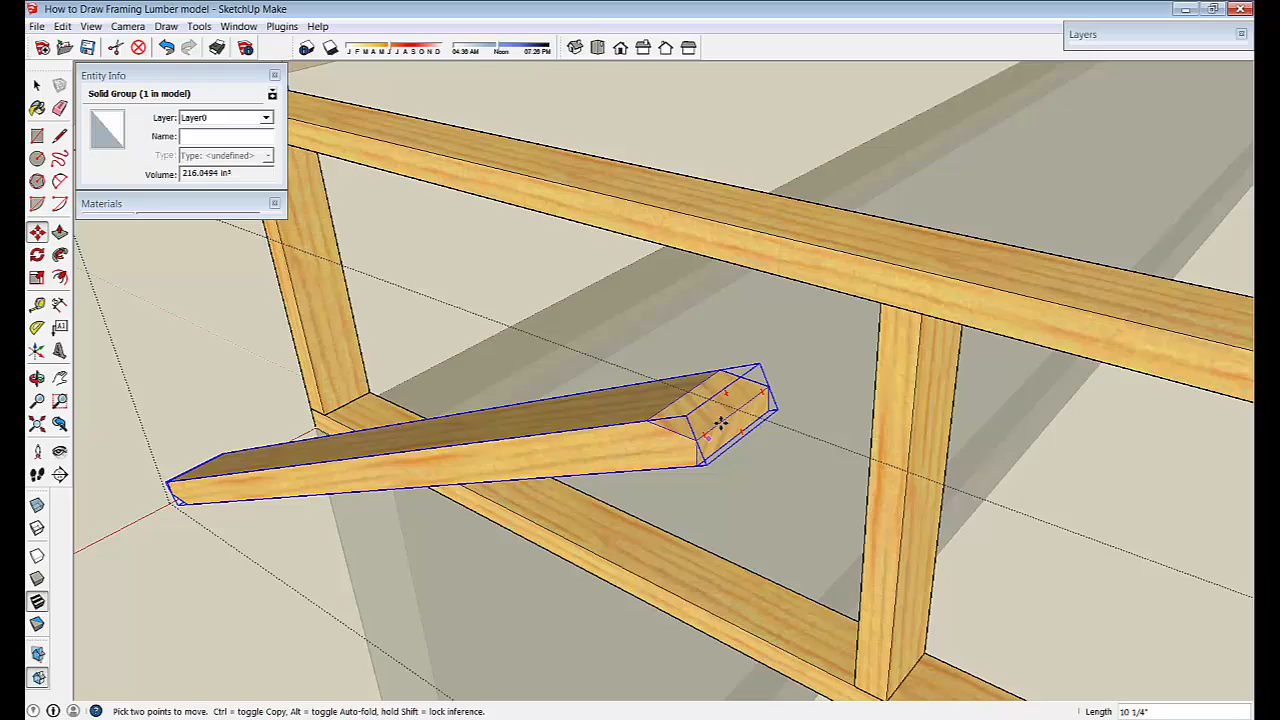 How to Draw Framing Lumber model - SketchUp Make
File Edit View Camera Draw Tools Window Plugins Help
J F M A M J J A S O N D 04:36 AM Noon 07:26 PM
Layers
Entity Info
Solid Group (1 in model)
Layer: Layer0
Name:
Type: Type: <undefined>
Volume: 216.0494 in³
Materials
Pick two points to move. Ctrl = toggle Copy, Alt = toggle Auto-fold, hold Shift = lock inference.
Length 10 1/4"